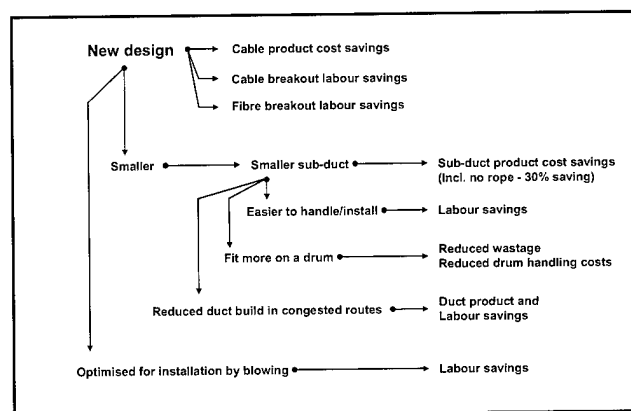 New design
Cable product cost savings
Cable breakout labour savings
Fibre breakout labour savings
Smaller
Smaller sub-duct
Sub-duct product cost savings
(Incl. no rope - 30% saving)
Easier to handle/install
Labour savings
Fit more on a drum
Reduced wastage
Reduced drum handling costs
Reduced duct build in congested routes
Duct product and
Labour savings
Optimised for installation by blowing
Labour savings